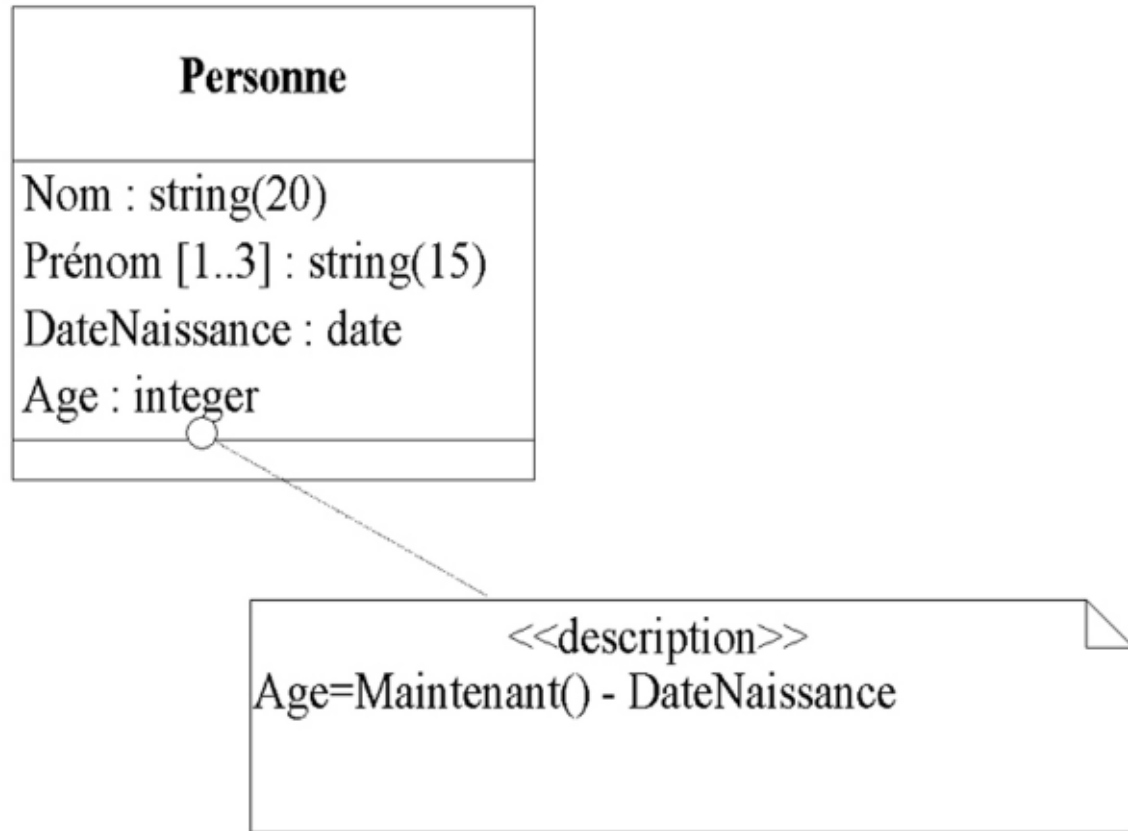 Personne
Nom : string(20)
Prénom [1..3] : string(15)
DateNaissance : date
Age : integer
<<description>>
Age=Maintenant() - DateNaissance